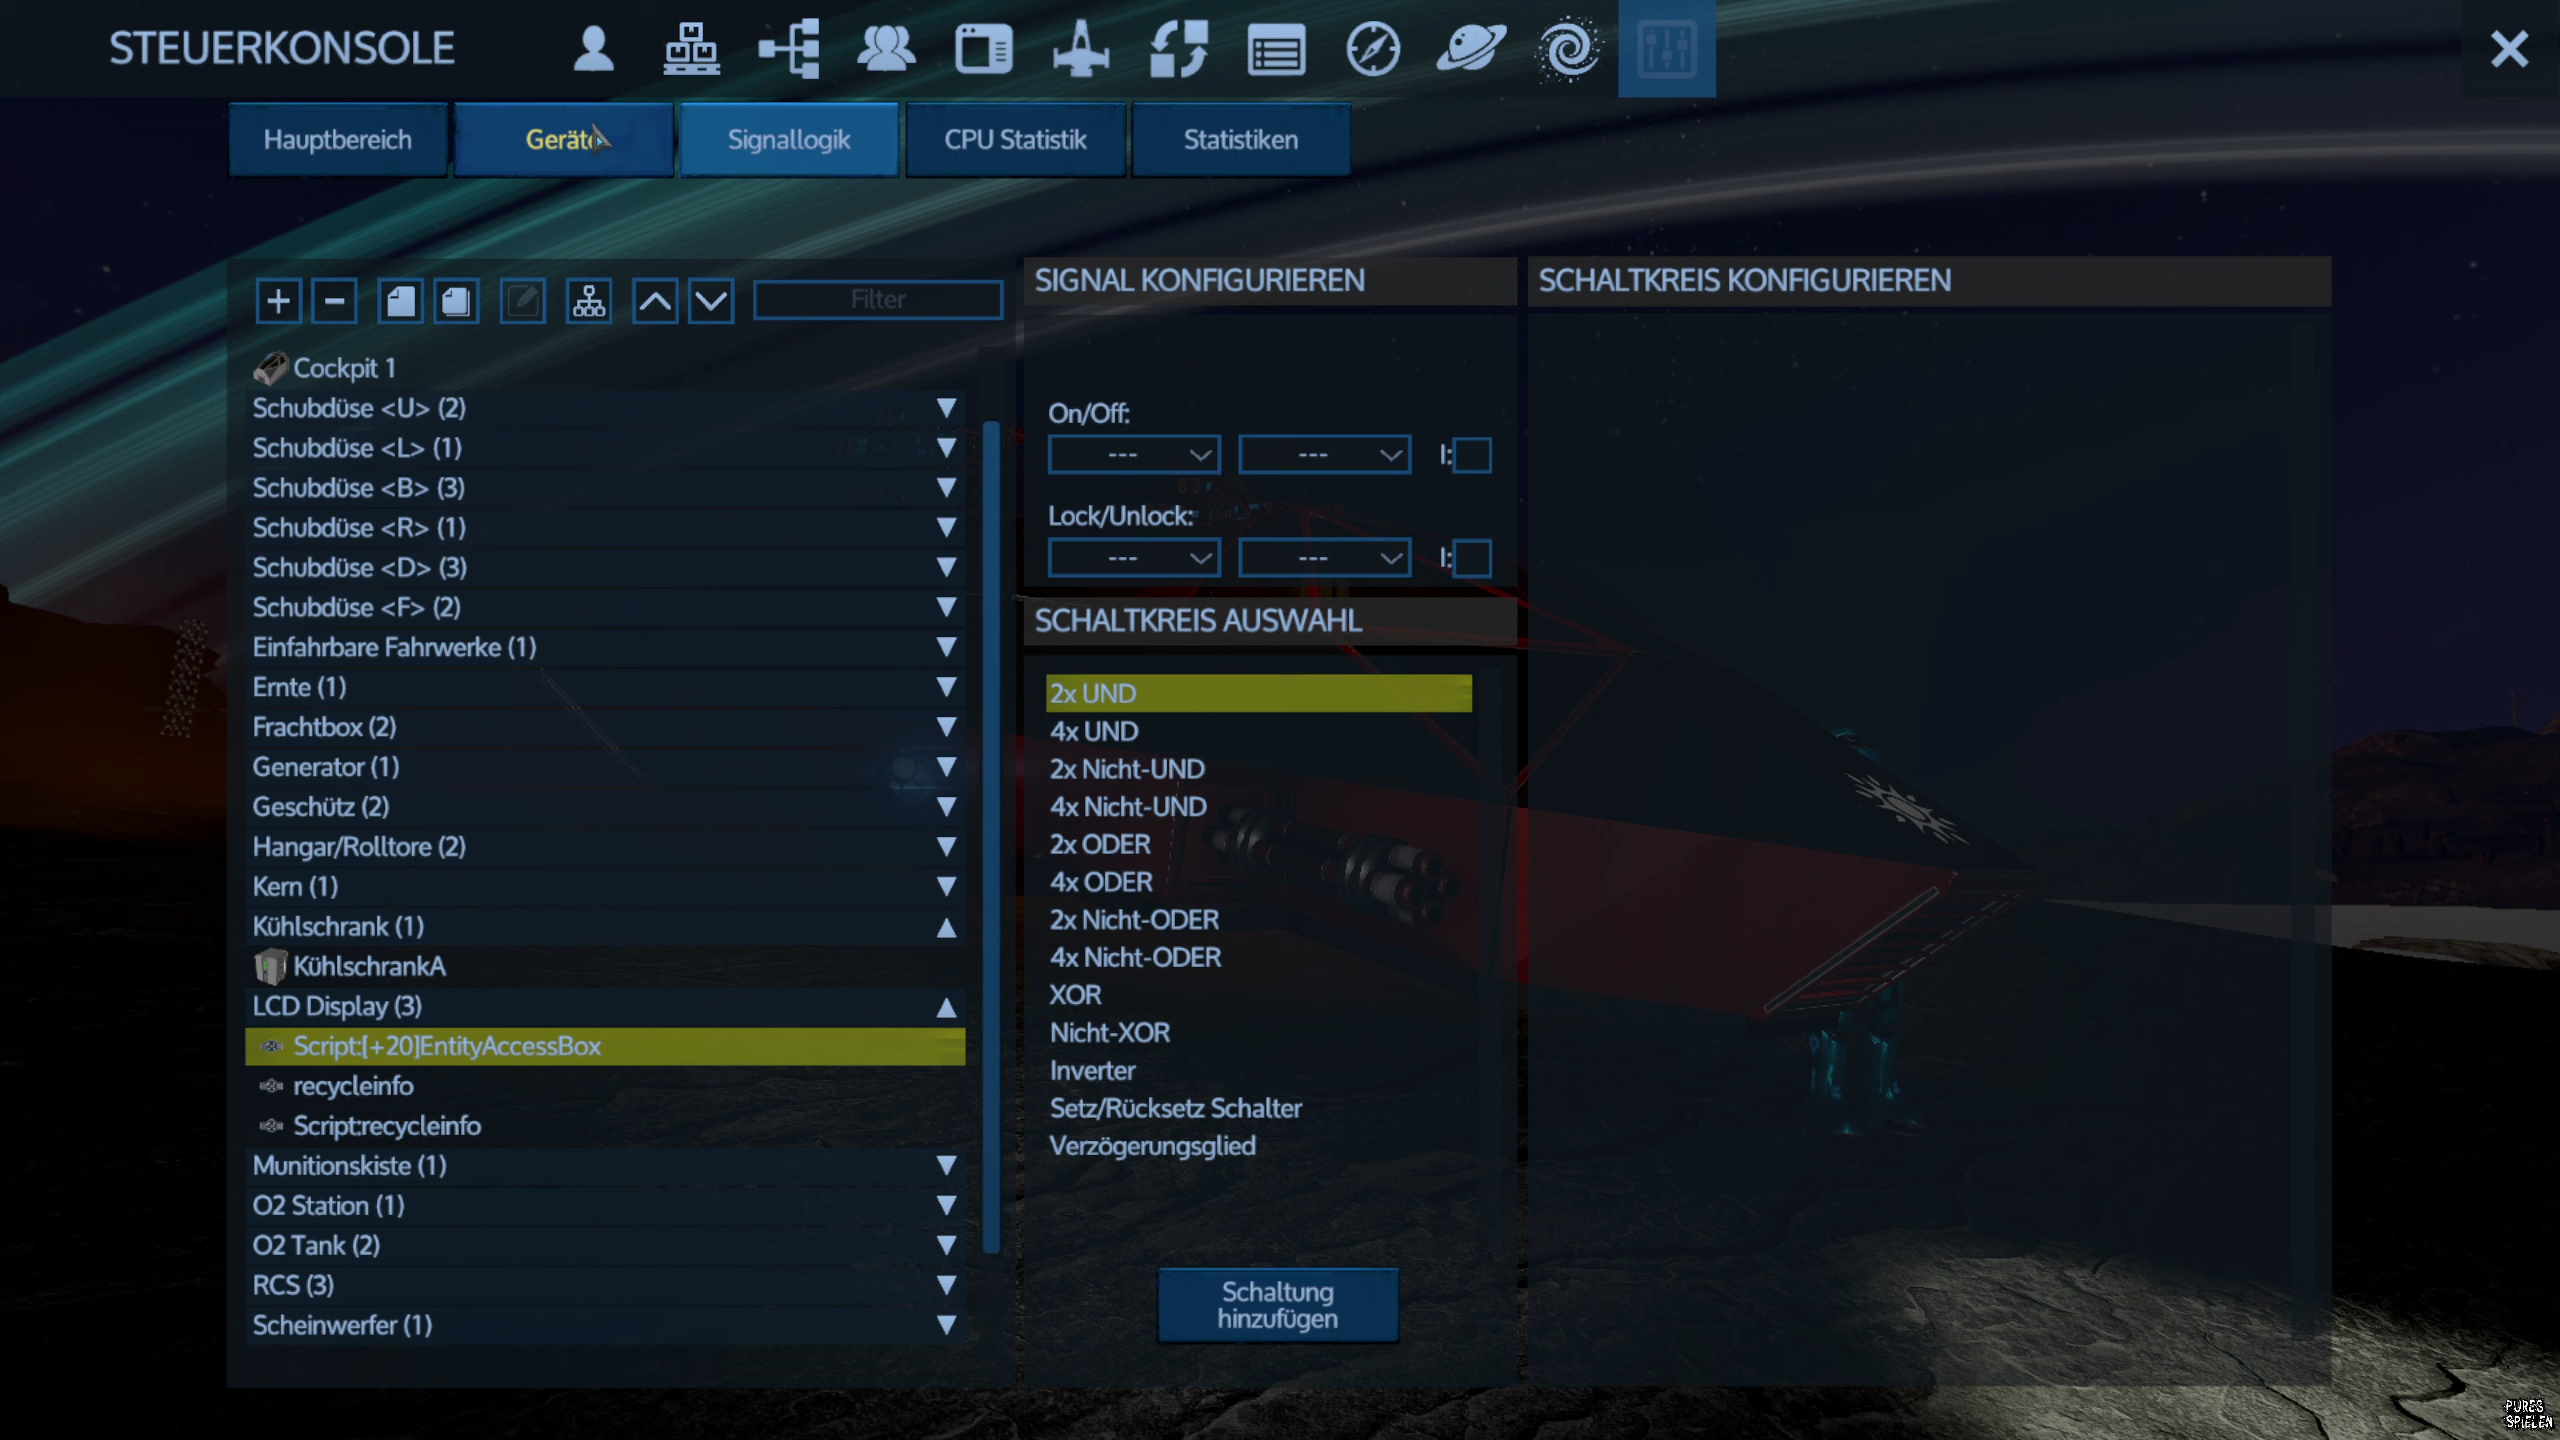 STEUERKONSOLE
Hauptbereich
Geräte
Signallogik
CPU Statistik
Statistiken
Filter
Cockpit 1
Schubdüse <U> (2)
Schubdüse <L> (1)
Schubdüse <B> (3)
Schubdüse <R> (1)
Schubdüse <D> (3)
Schubdüse <F> (2)
Einfahrbare Fahrwerke (1)
Ernte (1)
Frachtbox (2)
Generator (1)
Geschütz (2)
Hangar/Rolltore (2)
Kern (1)
Kühlschrank (1)
KühlschrankA
LCD Display (3)
Script:[+20]EntityAccessBox
recycleinfo
Script:recycleinfo
Munitionskiste (1)
O2 Station (1)
O2 Tank (2)
RCS (3)
Scheinwerfer (1)
SIGNAL KONFIGURIEREN
On/Off:
--- --- I:
Lock/Unlock:
--- --- I:
SCHALTKREIS AUSWAHL
2x UND
4x UND
2x Nicht-UND
4x Nicht-UND
2x ODER
4x ODER
2x Nicht-ODER
4x Nicht-ODER
XOR
Nicht-XOR
Inverter
Setz/Rücksetz Schalter
Verzögerungsglied
Schaltung
hinzufügen
SCHALTKREIS KONFIGURIEREN
PURES
SPIELEN